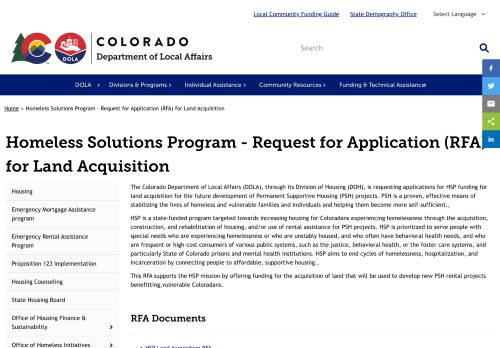 Local Community Funding Guide State Demography Office Select Language
COLORADO
Department of Local Affairs
CO
DOLA
Search
DOLA Divisions & Programs Individual Assistance Community Resources Funding & Technical Assistance
Home > Homeless Solutions Program - Request for Application (RFA) for Land Acquisition
Homeless Solutions Program - Request for Application (RFA)
for Land Acquisition
Housing
Emergency Mortgage Assistance
program
Emergency Rental Assistance
Program
Proposition 123 Implementation
Housing Counseling
State Housing Board
Office of Housing Finance &
Sustainability
Office of Homeless Initiatives
The Colorado Department of Local Affairs (DOLA), through its Division of Housing (DOH), is requesting applications for HSP funding for
land acquisition for the future development of Permanent Supportive Housing (PSH) projects. PSH is a proven, effective means of
stabilizing the lives of homeless and vulnerable families and individuals and helping them become more self-sufficient.,
HSP is a state-funded program targeted towards increasing housing for Coloradans experiencing homelessness through the acquisition,
construction, and rehabilitation of housing, and/or use of rental assistance for PSH projects. HSP is prioritized to serve people with
special needs who are experiencing homelessness or who are unstably housed, and who often have behavioral health needs, and who
are frequent or high-cost consumers of various public systems, such as the justice, behavioral health, or the foster care systems, and
particularly State of Colorado prisons and mental health institutions. HSP aims to end cycles of homelessness, hospitalization, and
incarceration by connecting people to affordable, supportive housing.,
This RFA supports the HSP mission by offering funding for the acquisition of land that will be used to develop new PSH rental projects
benefitting,vulnerable Coloradans.
RFA Documents
HSP Land Acquisition RFA